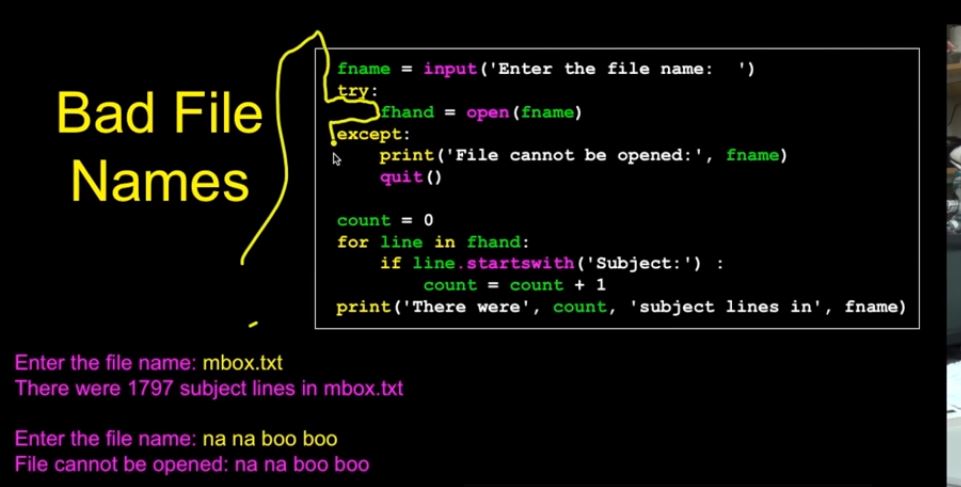 Bad File
Names
fname = input('Enter the file name:  ')
try:
    fhand = open(fname)
except:
    print('File cannot be opened:', fname)
    quit()
count = 0
for line in fhand:
    if line.startswith('Subject:') :
        count = count + 1
print('There were', count, 'subject lines in', fname)
Enter the file name: mbox.txt
There were 1797 subject lines in mbox.txt
Enter the file name: na na boo boo
File cannot be opened: na na boo boo